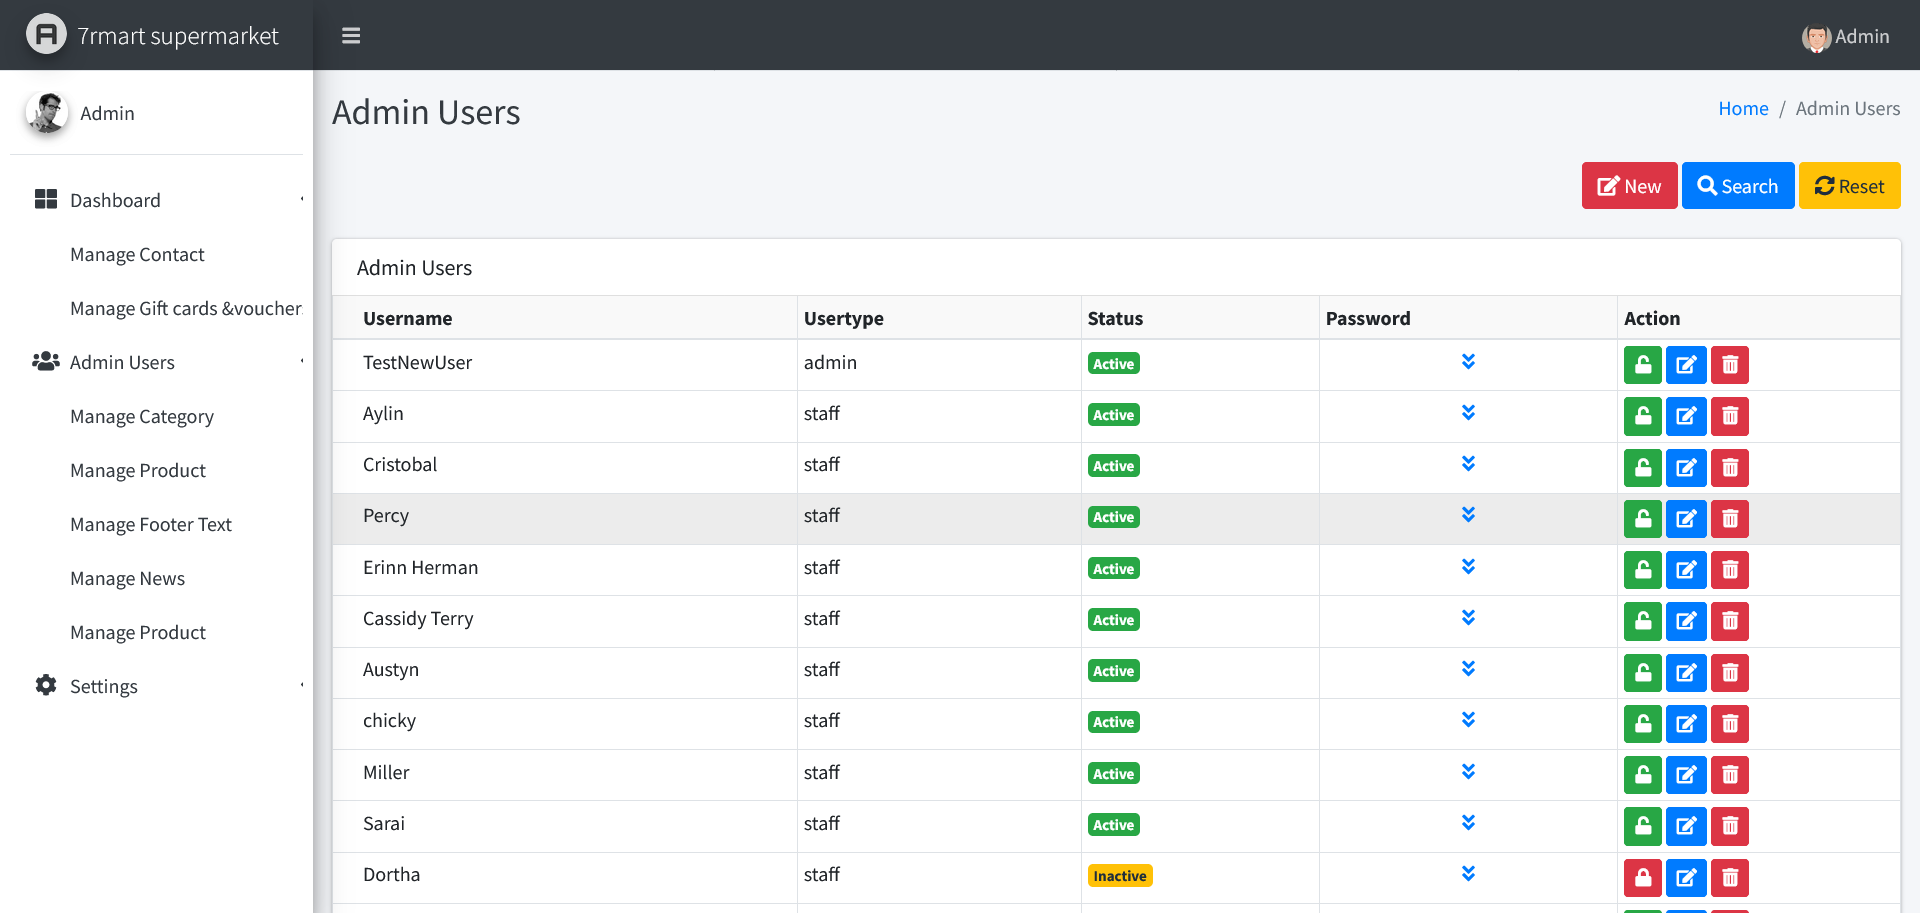 7rmart supermarket
Admin
Admin
Dashboard
Manage Contact
Manage Gift cards &voucher
Admin Users
Manage Category
Manage Product
Manage Footer Text
Manage News
Manage Product
Settings
Admin Users
Home / Admin Users
New Search Reset
Admin Users
Username Usertype Status Password Action
TestNewUser admin Active
Aylin staff Active
Cristobal staff Active
Percy staff Active
Erinn Herman staff Active
Cassidy Terry staff Active
Austyn staff Active
chicky staff Active
Miller staff Active
Sarai staff Active
Dortha staff Inactive